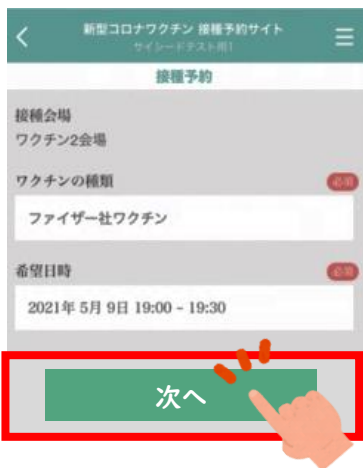 新型コロナワクチン 接種予約サイト
サイシードテスト用1
接種予約
接種会場
ワクチン2会場
ワクチンの種類
必須
ファイザー社ワクチン
希望日時
必須
2021年 5月 9日 19:00 - 19:30
次へ